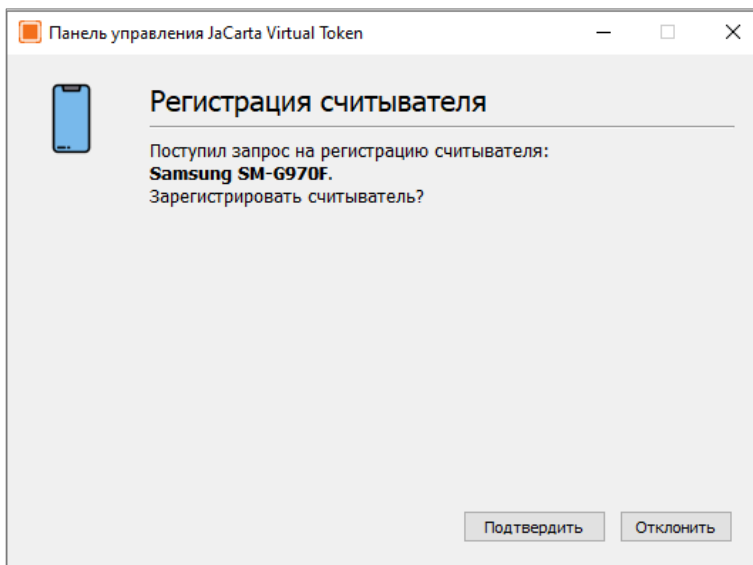 Панель управления JaCarta Virtual Token
Регистрация считывателя
Поступил запрос на регистрацию считывателя:
Samsung SM-G970F.
Зарегистрировать считыватель?
Подтвердить
Отклонить